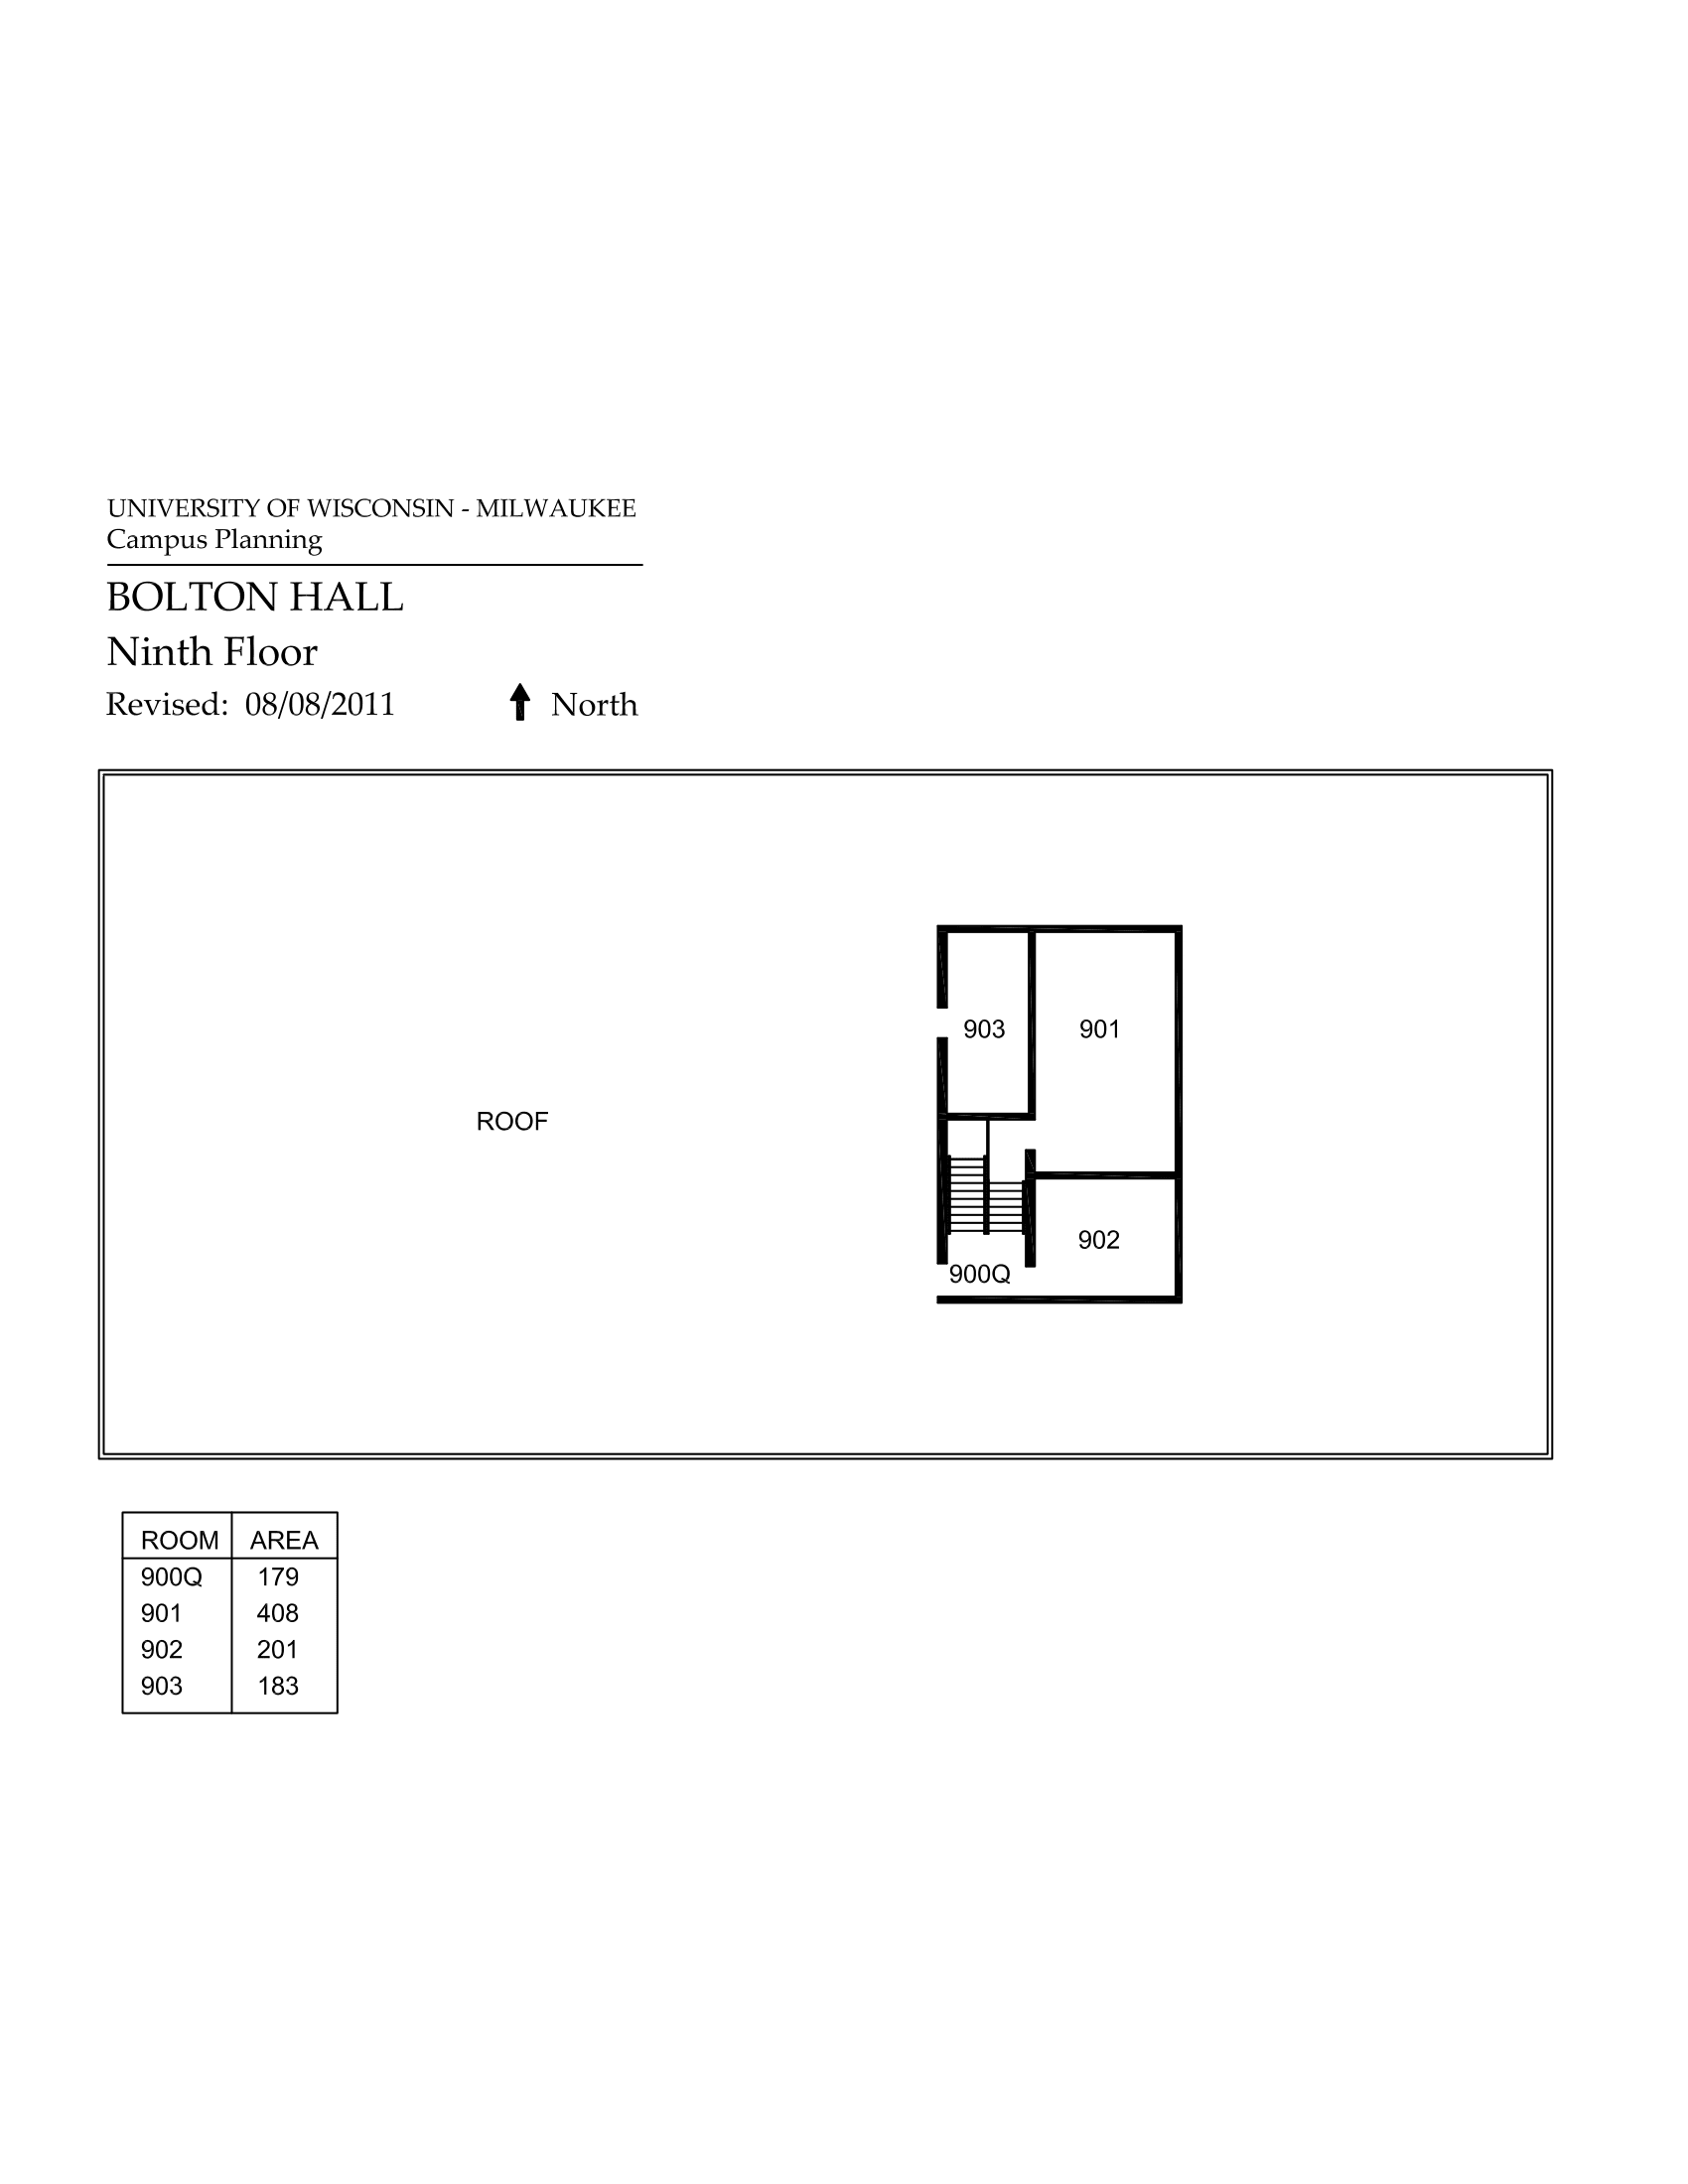 UNIVERSITY OF WISCONSIN - MILWAUKEE
Campus Planning
BOLTON HALL
Ninth Floor
Revised: 08/08/2011 North
903 901
ROOF
902
900Q
ROOM AREA
900Q 179
901 408
902 201
903 183